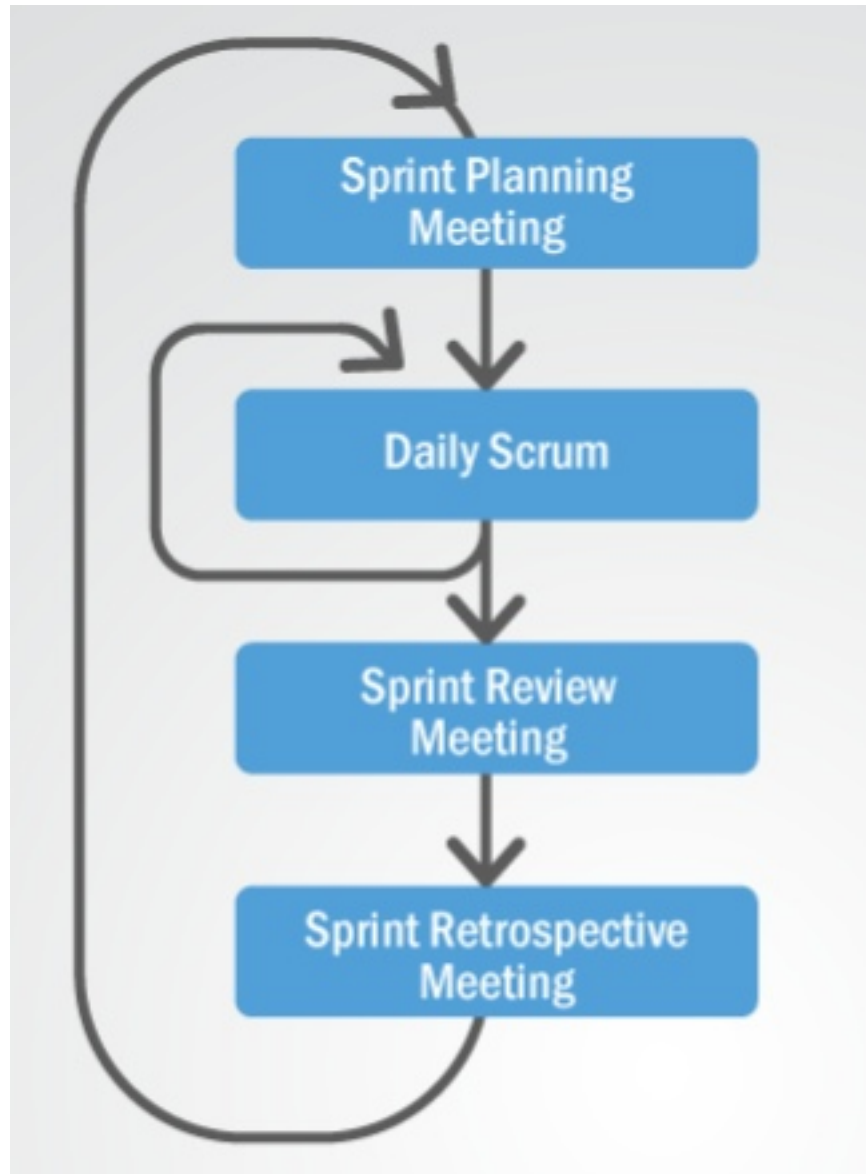 Sprint Planning
Meeting
Daily Scrum
Sprint Review
Meeting
Sprint Retrospective
Meeting